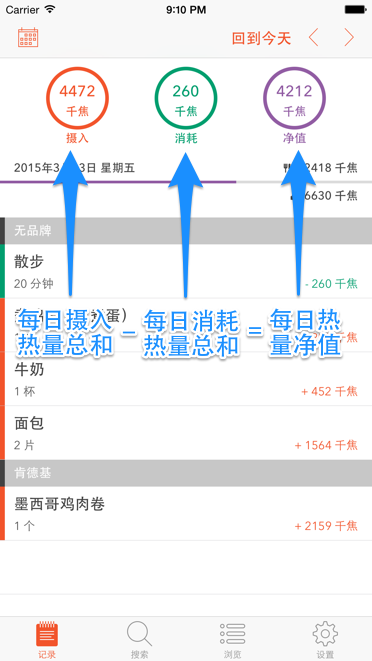 Carrier 9:10 PM
回到今天
4472 260 4212
千焦 千焦 千焦
摄入 消耗 净值
2015年3 3日 星期五 2418 千焦
6630 千焦
无品牌
散步
20 分钟 - 260 千焦
蛋）
每日摄入 每日消耗 每日热
热量总和 － 热量总和 = 量净值
牛奶
1 杯 + 452 千焦
面包
2 片 + 1564 千焦
肯德基
墨西哥鸡肉卷
1 个 + 2159 千焦
记录 搜索 浏览 设置